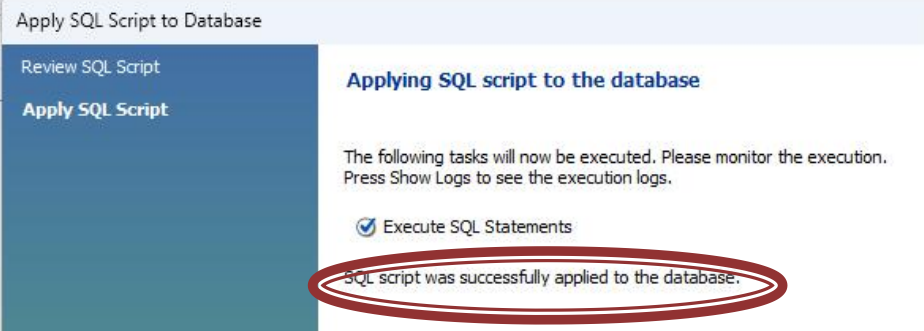 Apply SQL Script to Database
Review SQL Script
Apply SQL Script
Applying SQL script to the database
The following tasks will now be executed. Please monitor the execution.
Press Show Logs to see the execution logs.
Execute SQL Statements
SQL script was successfully applied to the database.